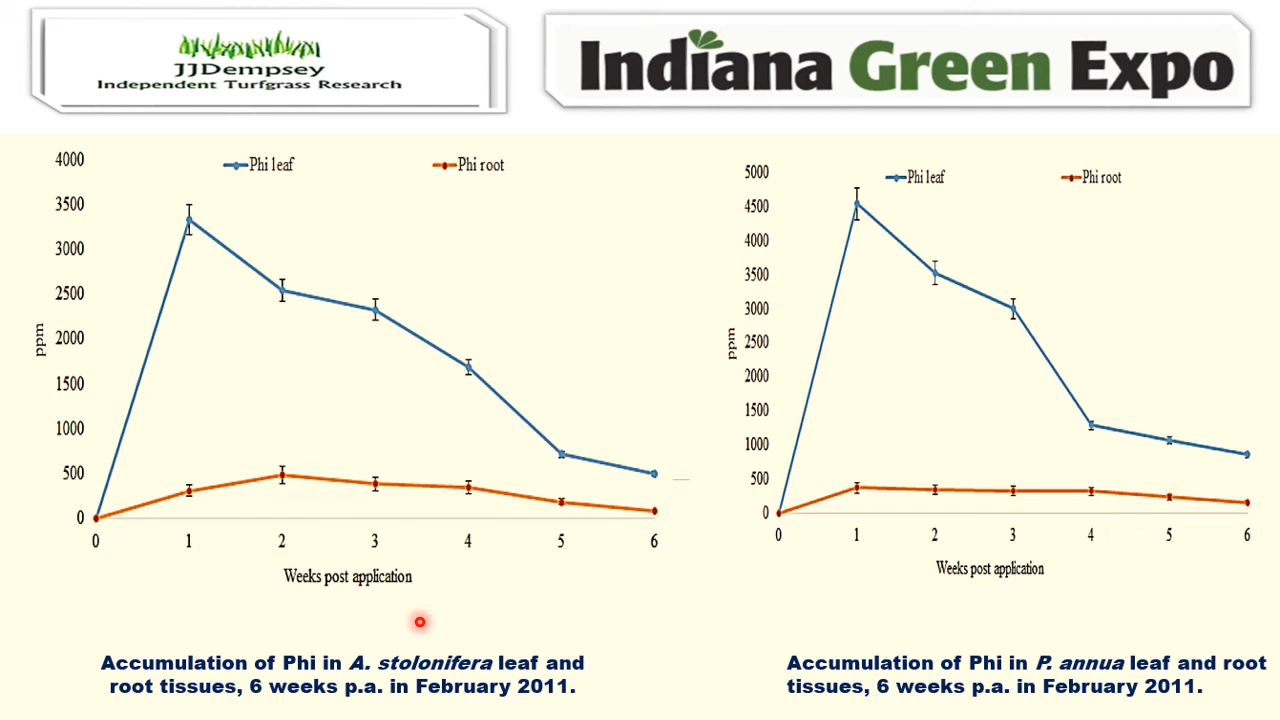 JJDempsey
Independent Turfgrass Research
Indiana Green Expo
4000
3500
3000
2500
2000
1500
1000
500
0
ppm
Phi leaf
Phi root
0 1 2 3 4 5 6
Weeks post application
Accumulation of Phi in A. stolonifera leaf and
root tissues, 6 weeks p.a. in February 2011.
5000
4500
4000
3500
3000
2500
2000
1500
1000
500
0
ppm
Phi leaf
Phi root
0 1 2 3 4 5 6
Weeks post application
Accumulation of Phi in P. annua leaf and root
tissues, 6 weeks p.a. in February 2011.